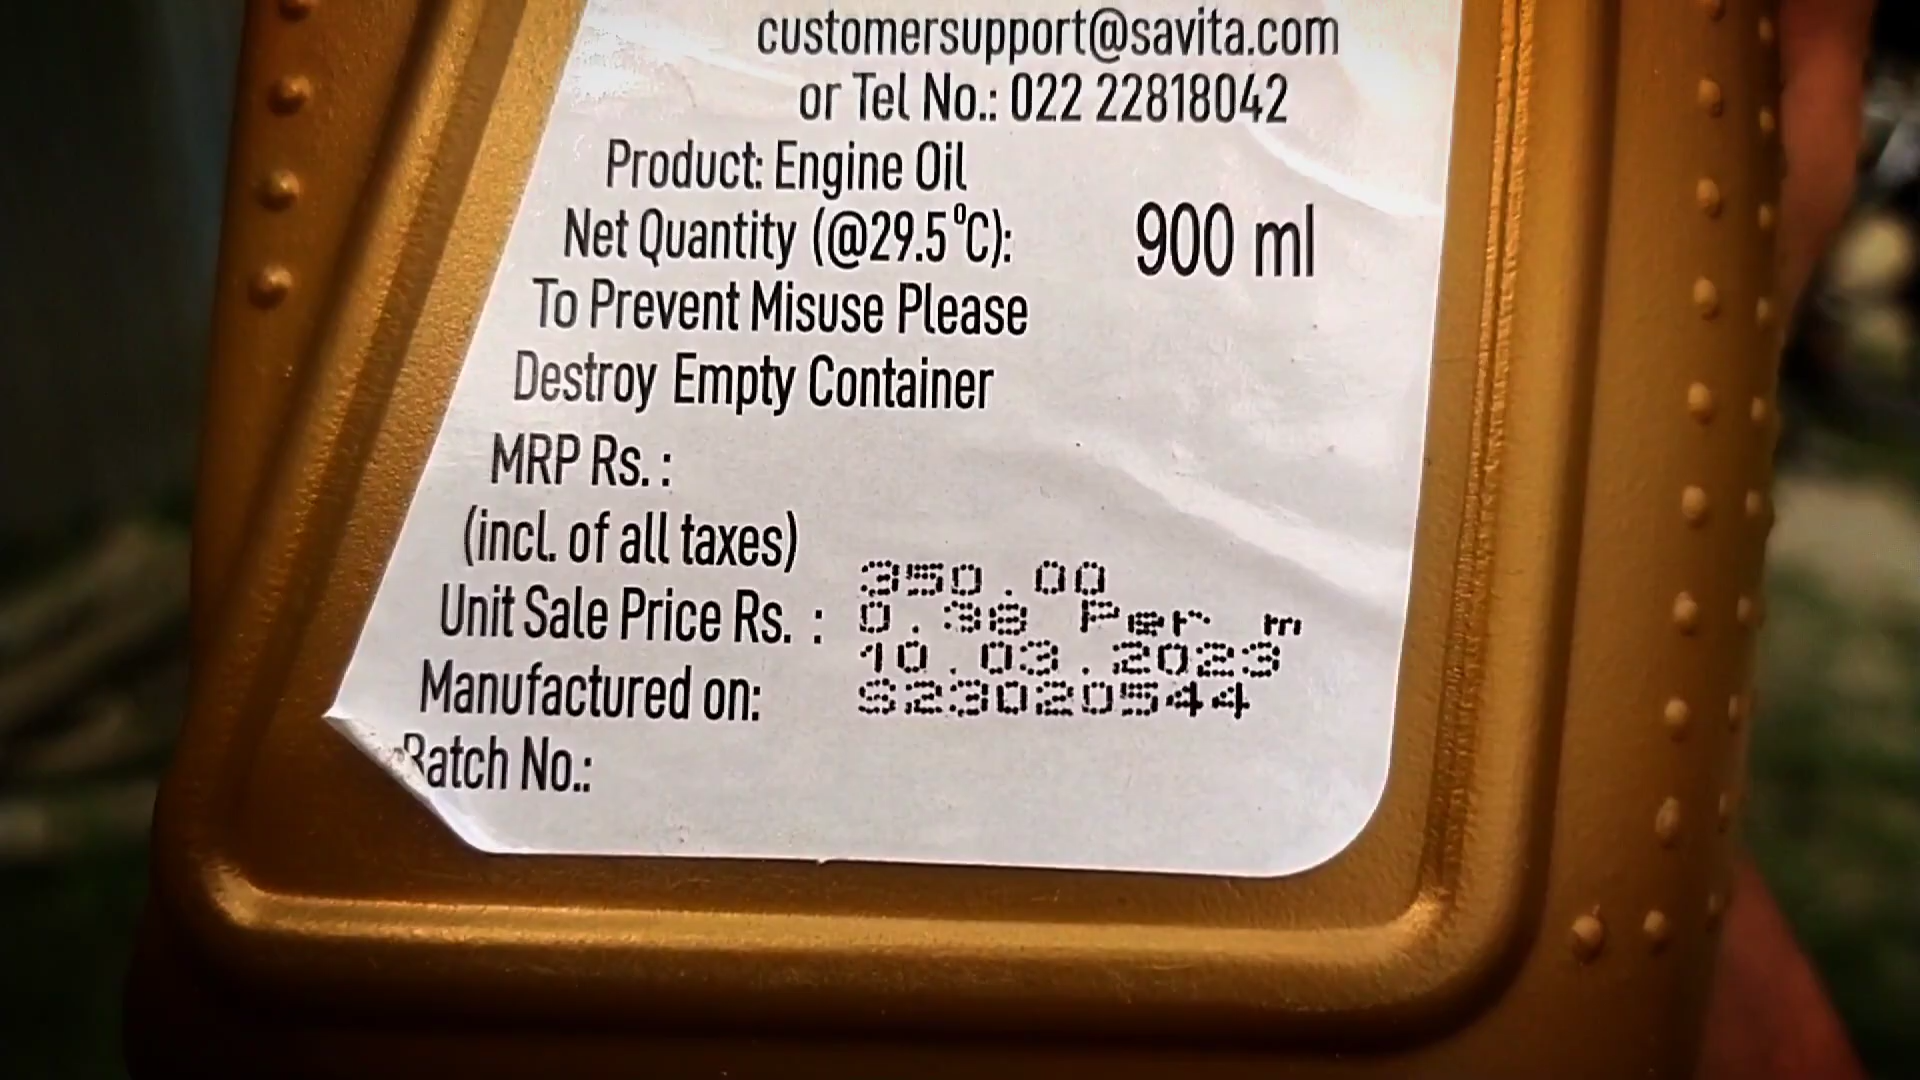 customersupport@savita.com
or Tel No.: 022 22818042
Product: Engine Oil
Net Quantity (@29.5°C): 900 ml
To Prevent Misuse Please
Destroy Empty Container
MRP Rs. :
(incl. of all taxes)
350.00
Unit Sale Price Rs. : 0.38 Per m
10.03.2023
Manufactured on: S23020544
Batch No.: